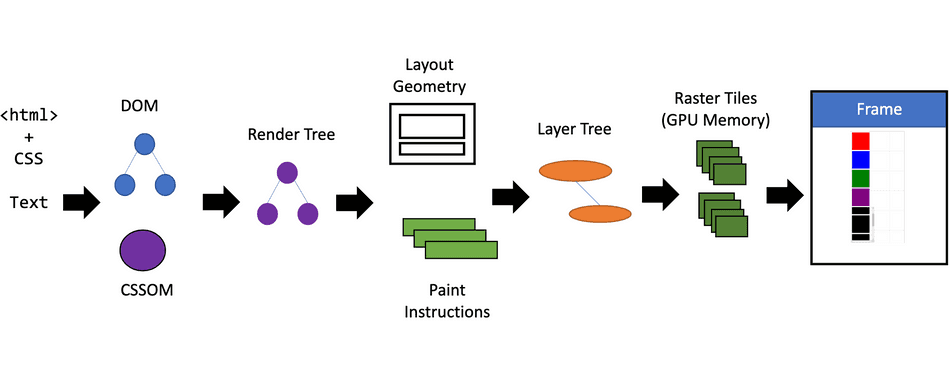 <html>
+
CSS
Text
DOM
CSSOM
Render Tree
Layout
Geometry
Paint
Instructions
Layer Tree
Raster Tiles
(GPU Memory)
Frame